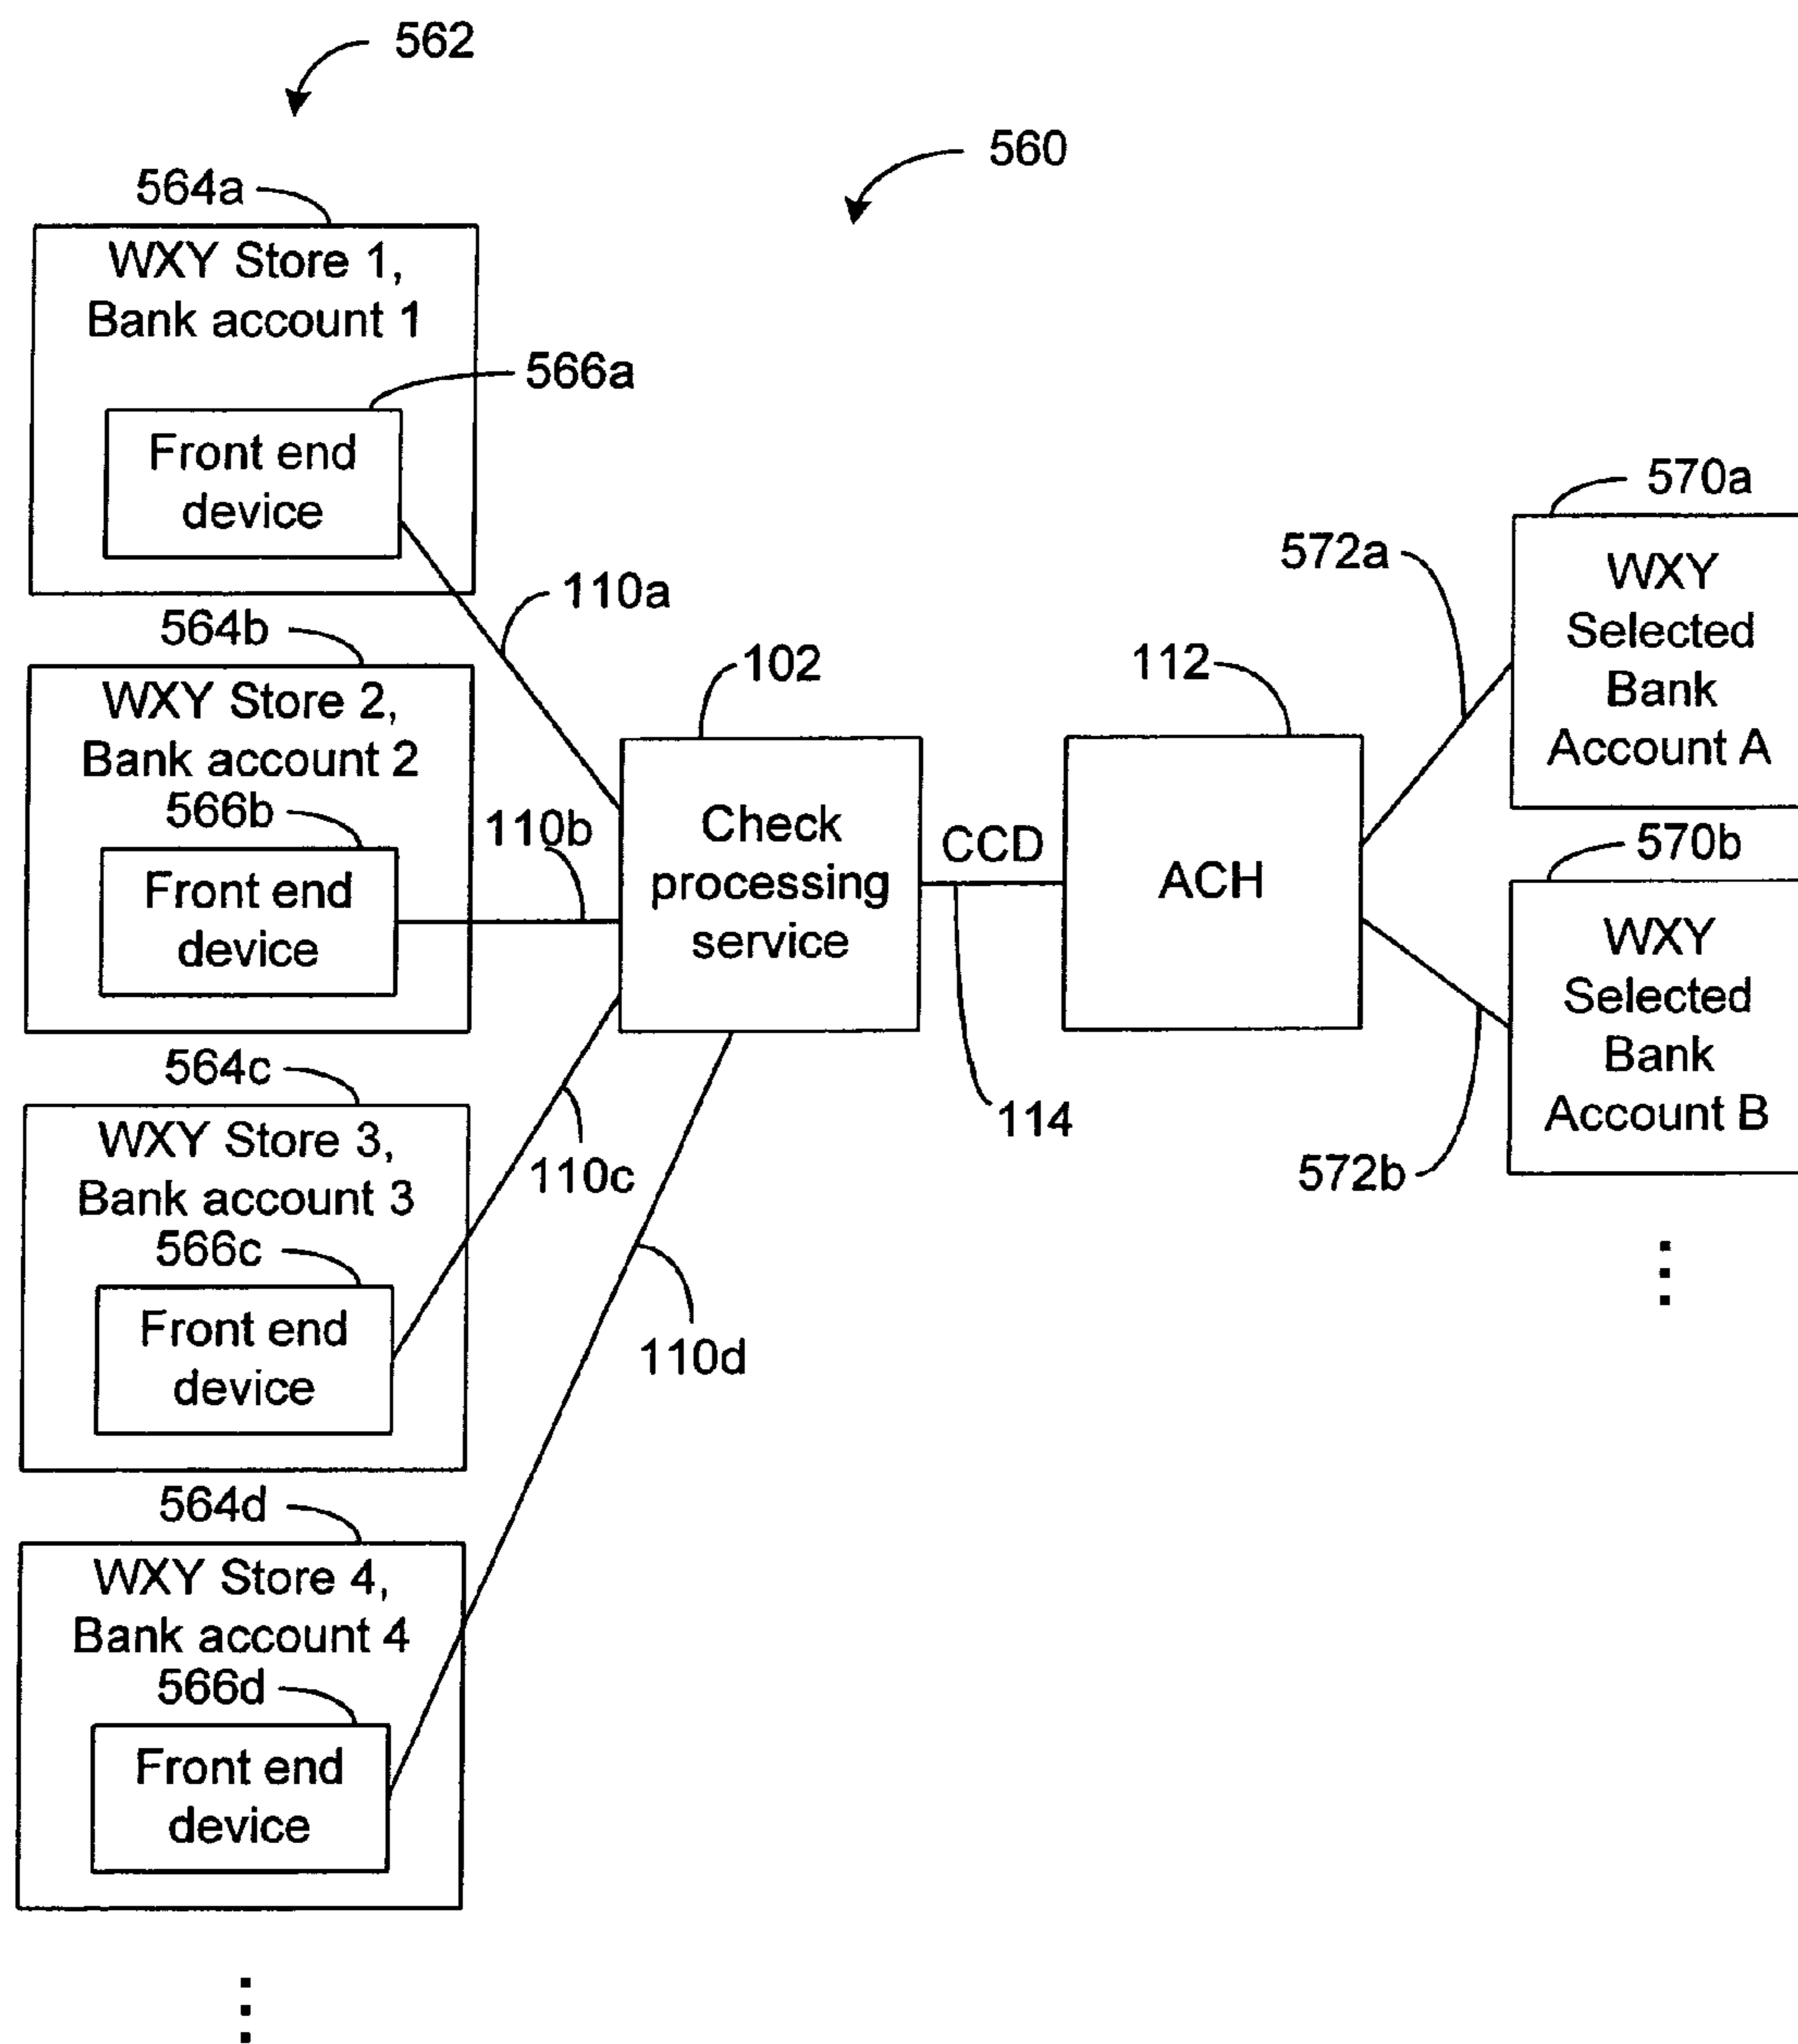 562
560
564a
WXY Store 1,
Bank account 1
566a
Front end
device
110a
564b
WXY Store 2,
Bank account 2
566b
Front end
device
110b
102
Check
processing
service
CCD
114
112
ACH
572a
570a
WXY
Selected
Bank
Account A
570b
WXY
Selected
Bank
Account B
572b
564c
WXY Store 3,
Bank account 3
566c
Front end
device
110c
110d
564d
WXY Store 4,
Bank account 4
566d
Front end
device